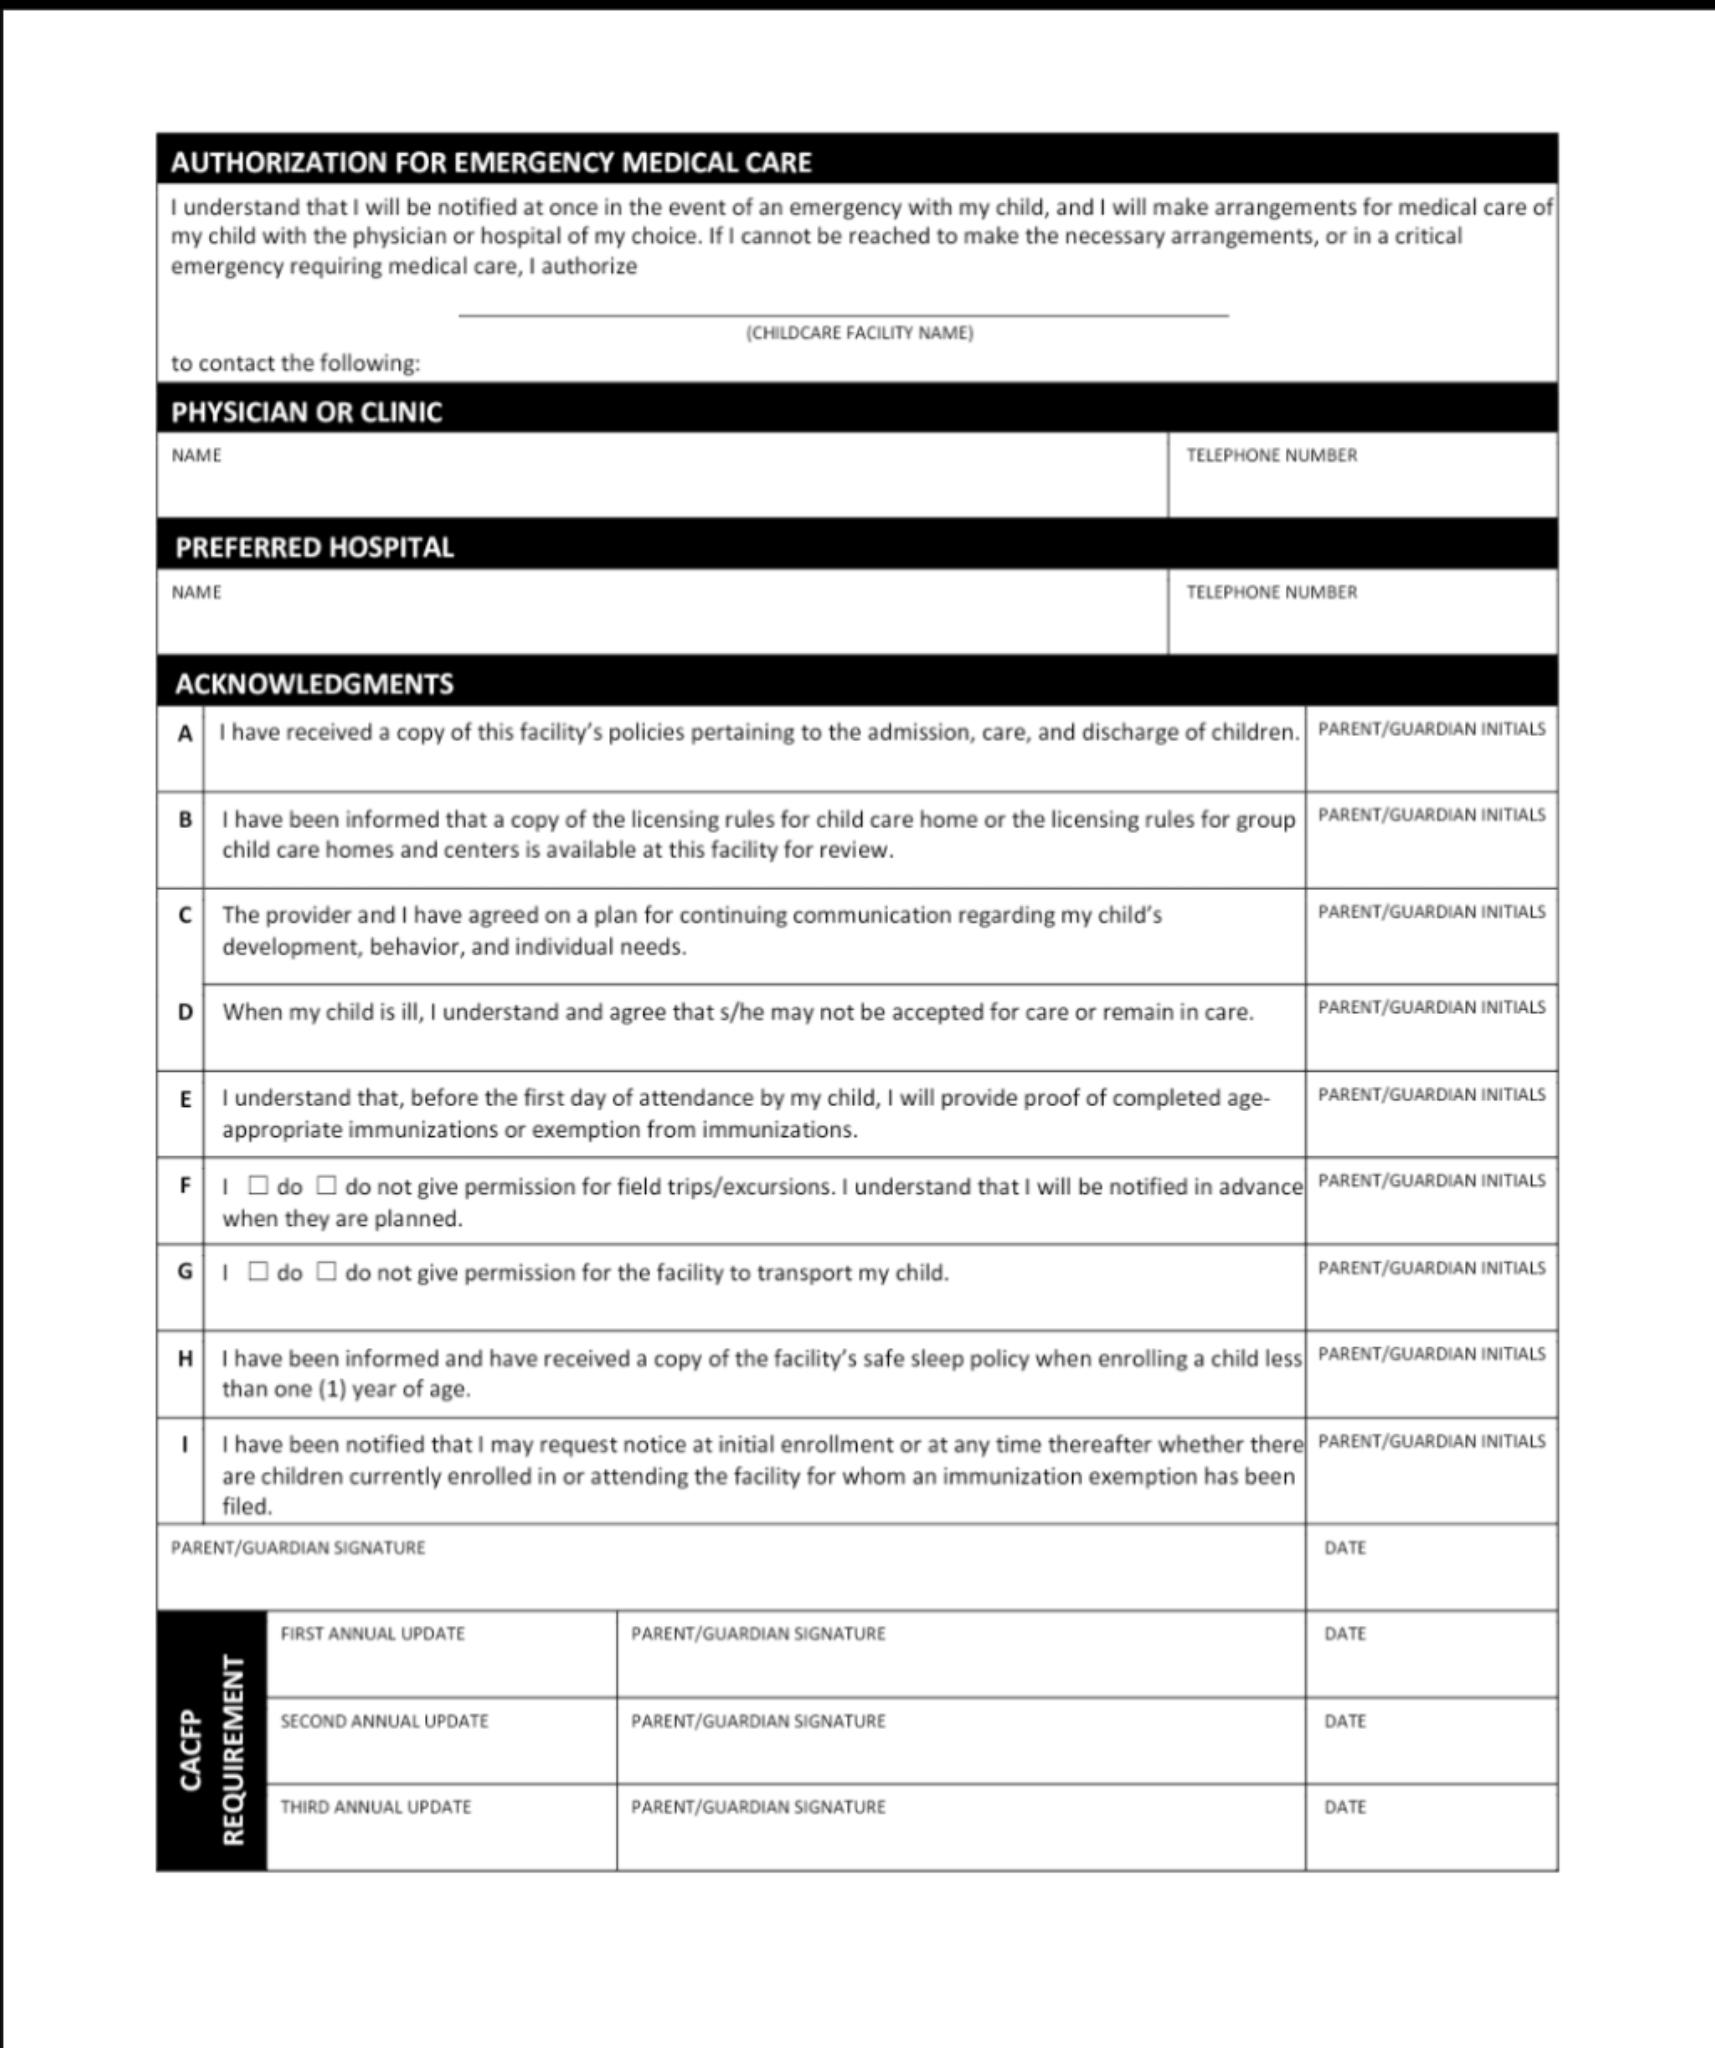 AUTHORIZATION FOR EMERGENCY MEDICAL CARE
I understand that I will be notified at once in the event of an emergency with my child, and I will make arrangements for medical care of
my child with the physician or hospital of my choice. If I cannot be reached to make the necessary arrangements, or in a critical
emergency requiring medical care, I authorize
(CHILDCARE FACILITY NAME)
to contact the following:
PHYSICIAN OR CLINIC
NAME TELEPHONE NUMBER
PREFERRED HOSPITAL
NAME TELEPHONE NUMBER
ACKNOWLEDGMENTS
A I have received a copy of this facility's policies pertaining to the admission, care, and discharge of children. PARENT/GUARDIAN INITIALS
B I have been informed that a copy of the licensing rules for child care home or the licensing rules for group PARENT/GUARDIAN INITIALS
child care homes and centers is available at this facility for review.
C The provider and I have agreed on a plan for continuing communication regarding my child's PARENT/GUARDIAN INITIALS
development, behavior, and individual needs.
D When my child is ill, I understand and agree that s/he may not be accepted for care or remain in care. PARENT/GUARDIAN INITIALS
E I understand that, before the first day of attendance by my child, I will provide proof of completed age- PARENT/GUARDIAN INITIALS
appropriate immunizations or exemption from immunizations.
F I ☐ do ☐ do not give permission for field trips/excursions. I understand that I will be notified in advance PARENT/GUARDIAN INITIALS
when they are planned.
G I ☐ do ☐ do not give permission for the facility to transport my child. PARENT/GUARDIAN INITIALS
H I have been informed and have received a copy of the facility's safe sleep policy when enrolling a child less PARENT/GUARDIAN INITIALS
than one (1) year of age.
I I have been notified that I may request notice at initial enrollment or at any time thereafter whether there PARENT/GUARDIAN INITIALS
are children currently enrolled in or attending the facility for whom an immunization exemption has been
filed.
PARENT/GUARDIAN SIGNATURE DATE
CACFP
REQUIREMENT
FIRST ANNUAL UPDATE PARENT/GUARDIAN SIGNATURE DATE
SECOND ANNUAL UPDATE PARENT/GUARDIAN SIGNATURE DATE
THIRD ANNUAL UPDATE PARENT/GUARDIAN SIGNATURE DATE